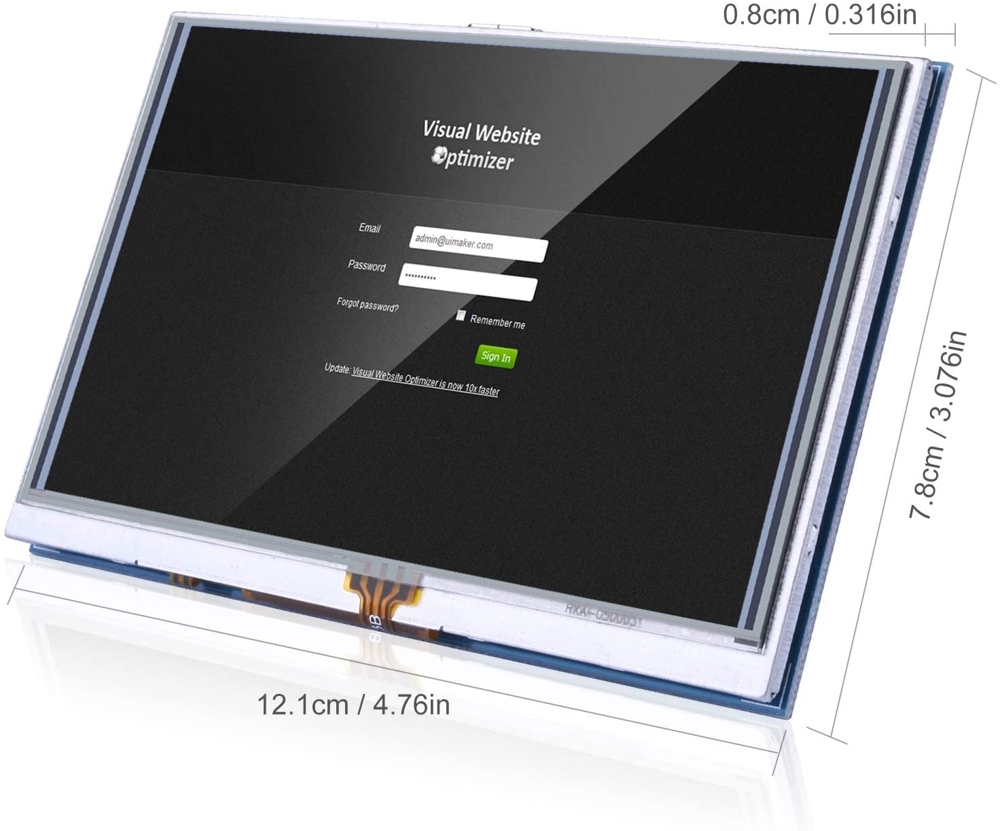 0.8cm / 0.316in
Visual Website
Optimizer
Email
admin@uimaker.com
Password
••••••••••
Forgot password?
Remember me
Sign In
Update: Visual Website Optimizer is now 10x faster
7.8cm / 3.076in
RXA-050003
12.1cm / 4.76in